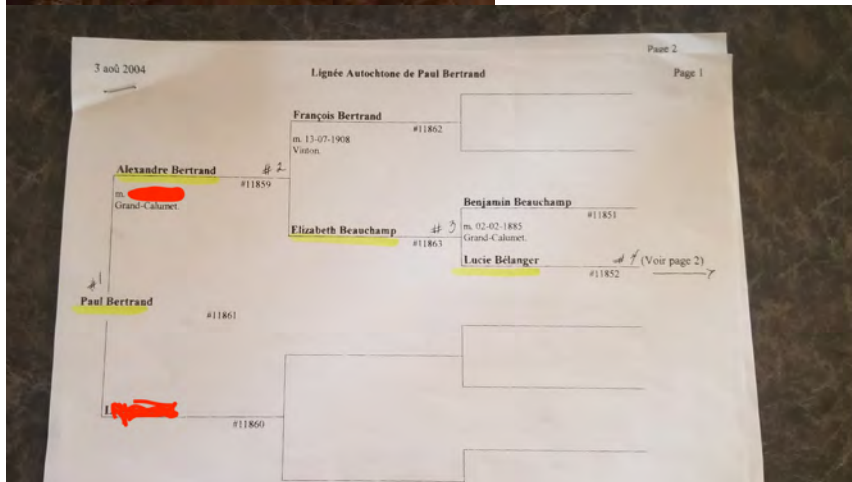 Page 2
3 aoû 2004
Lignée Autochtone de Paul Bertrand
Page 1
François Bertrand
#11862
m. 13-07-1908
Vinton.
Alexandre Bertrand # 2
#11859
m.
Grand-Calumet.
Benjamin Beauchamp
#11851
Elizabeth Beauchamp # 3
#11863
m. 02-02-1885
Grand-Calumet.
Lucie Bélanger # 4 (Voir page 2)
#11852
#1
Paul Bertrand
#11861
L
#11860